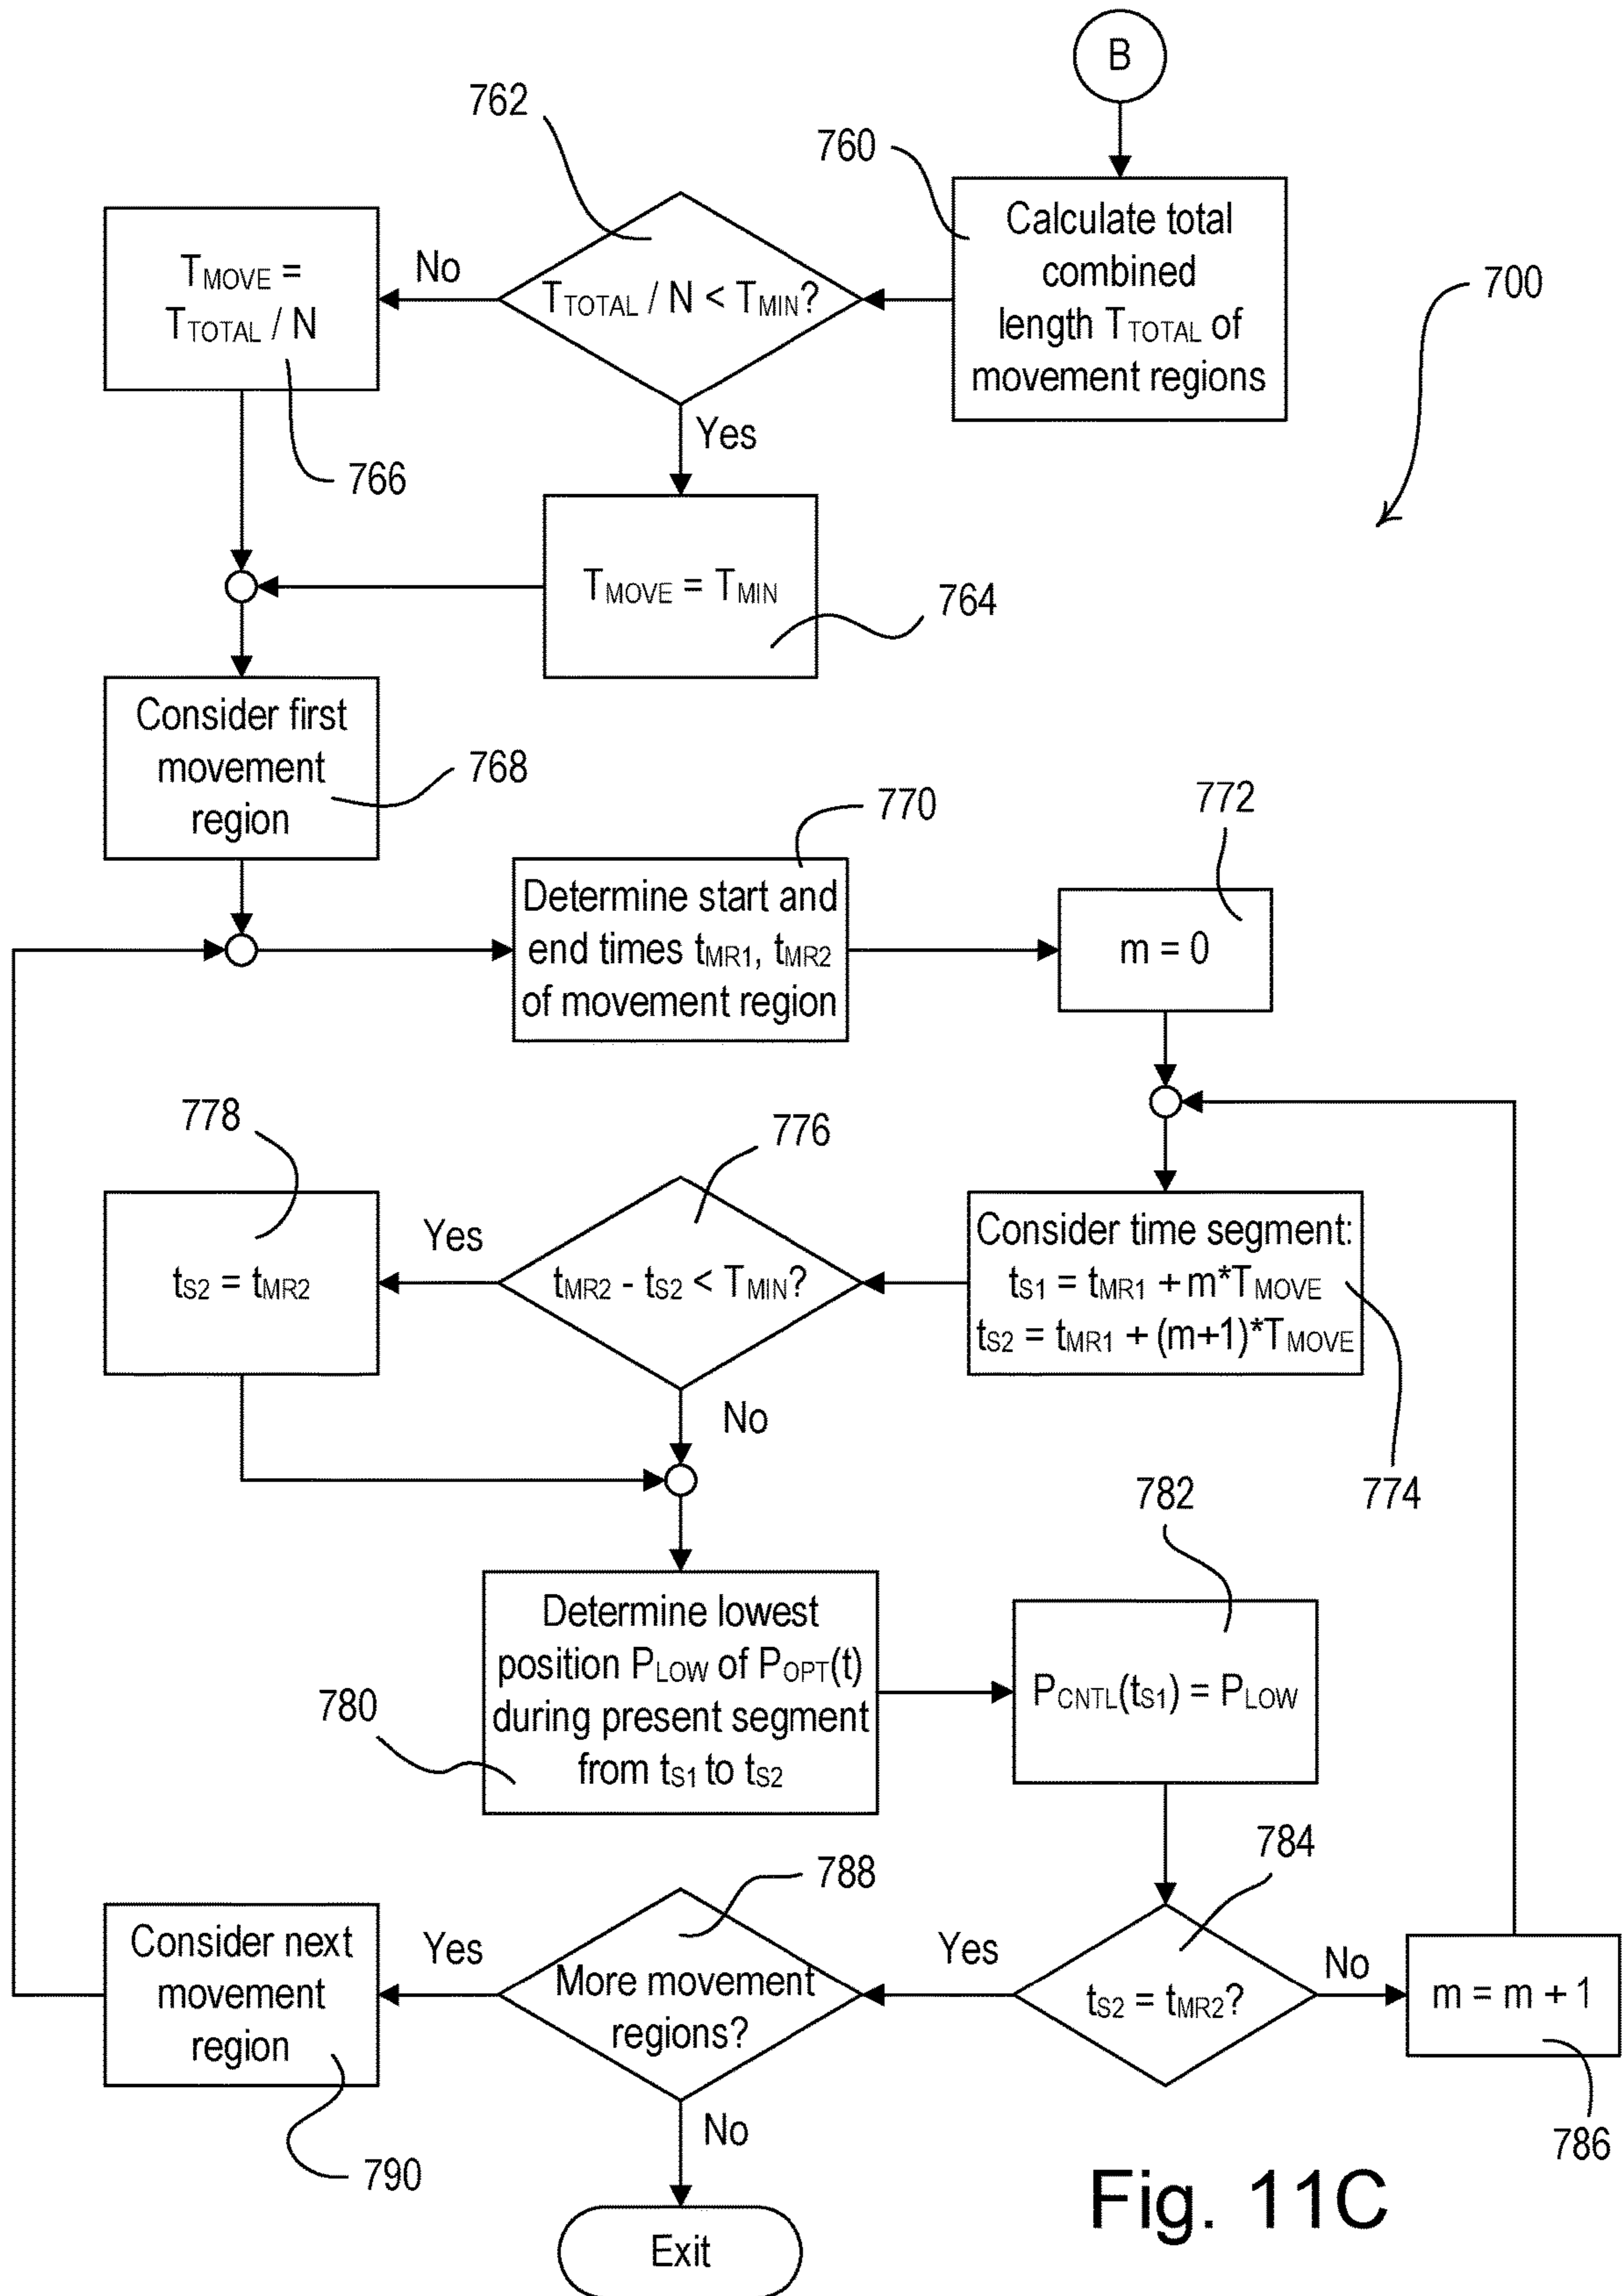 B
762
760
Calculate total
combined
length TTOTAL of
movement regions
700
TMOVE =
TTOTAL / N
No
TTOTAL / N < TMIN?
Yes
766
TMOVE = TMIN
764
Consider first
movement
region
768
770
772
Determine start and
end times tMR1, tMR2
of movement region
m = 0
778
776
Yes
tS2 = tMR2
tMR2 - tS2 < TMIN?
Consider time segment:
tS1 = tMR1 + m*TMOVE
tS2 = tMR1 + (m+1)*TMOVE
No
774
782
Determine lowest
position PLOW of POPT(t)
during present segment
from tS1 to tS2
780
PCNTL(tS1) = PLOW
784
788
Consider next
movement
region
Yes
More movement
regions?
Yes
tS2 = tMR2?
No
m = m + 1
790
No
786
Exit
Fig. 11C